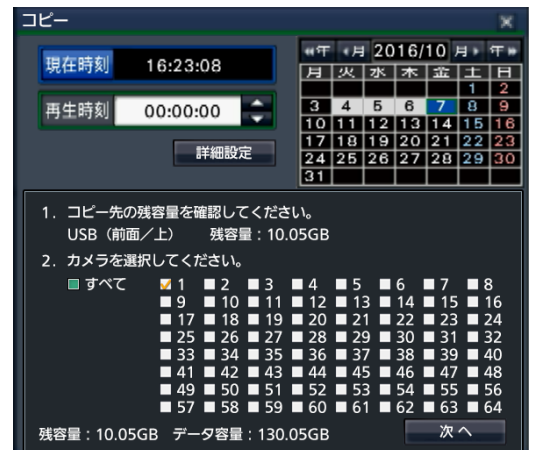 コピー
現在時刻 16:23:08
再生時刻 00:00:00
詳細設定
年 月 2016/10 月 年
月 火 水 木 金 土 日
1 2
3 4 5 6 7 8 9
10 11 12 13 14 15 16
17 18 19 20 21 22 23
24 25 26 27 28 29 30
31
1. コピー先の残容量を確認してください。
USB（前面／上） 残容量：10.05GB
2. カメラを選択してください。
すべて 1 2 3 4 5 6 7 8
9 10 11 12 13 14 15 16
17 18 19 20 21 22 23 24
25 26 27 28 29 30 31 32
33 34 35 36 37 38 39 40
41 42 43 44 45 46 47 48
49 50 51 52 53 54 55 56
57 58 59 60 61 62 63 64
残容量：10.05GB データ容量：130.05GB 次へ